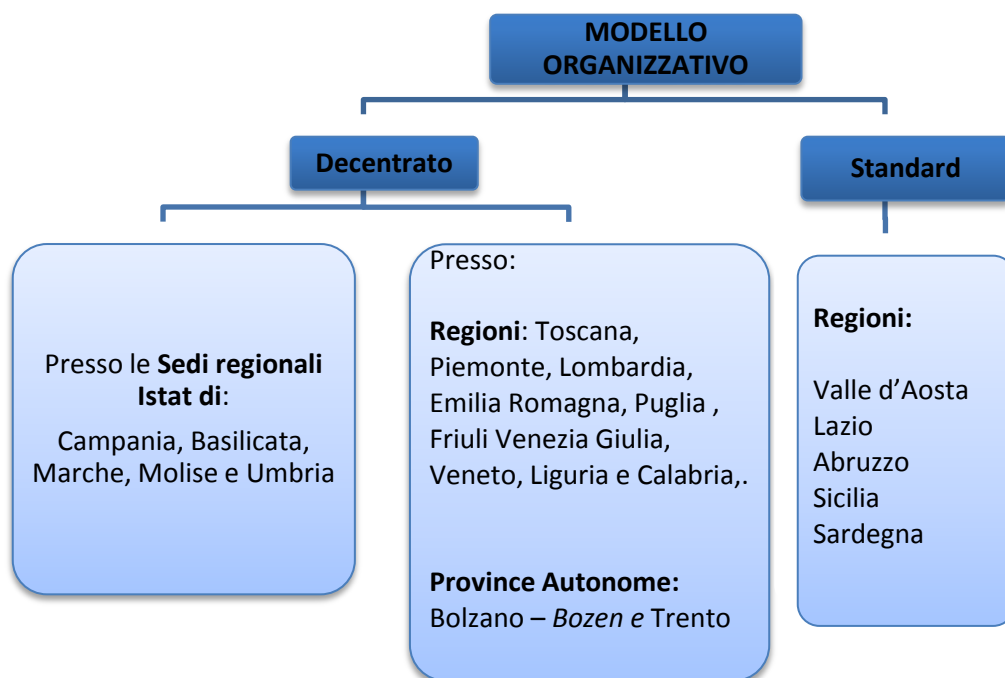 MODELLO
ORGANIZZATIVO
Decentrato
Standard
Presso le Sedi regionali
Istat di:
Campania, Basilicata,
Marche, Molise e Umbria
Presso:
Regioni: Toscana,
Piemonte, Lombardia,
Emilia Romagna, Puglia ,
Friuli Venezia Giulia,
Veneto, Liguria e Calabria,.
Province Autonome:
Bolzano – Bozen e Trento
Regioni:
Valle d’Aosta
Lazio
Abruzzo
Sicilia
Sardegna